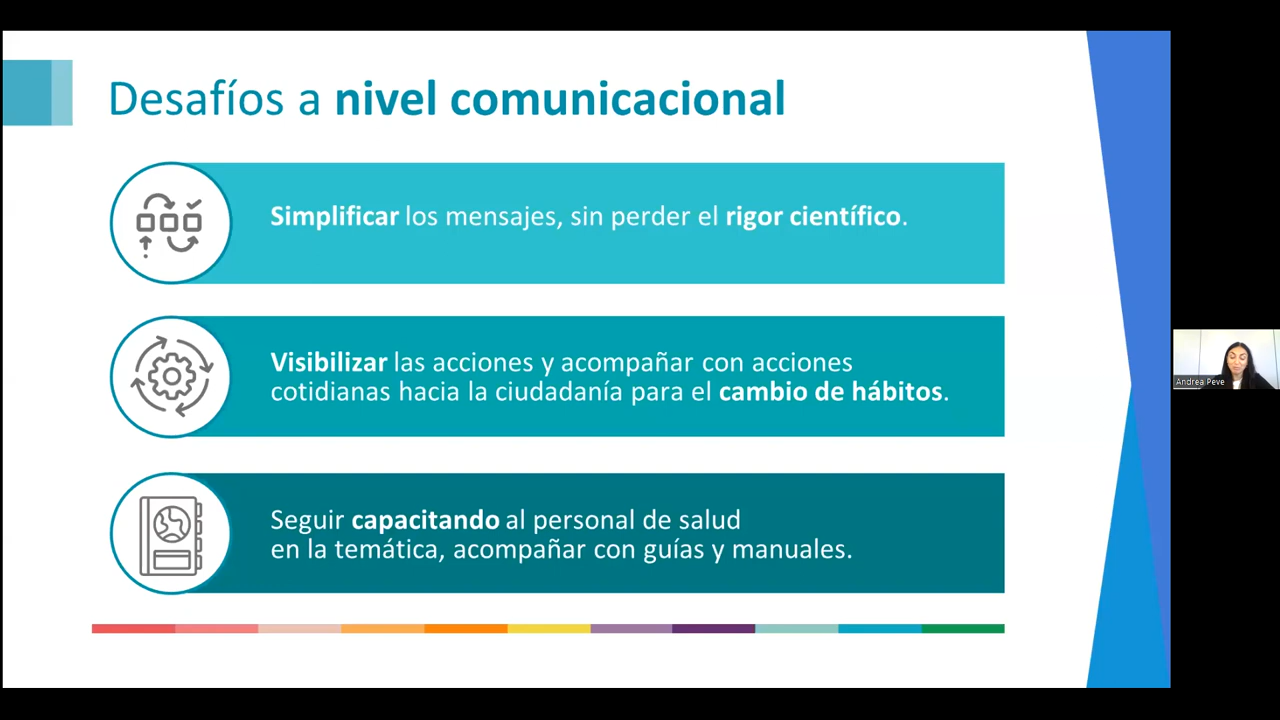 Desafíos a nivel comunicacional
Simplificar los mensajes, sin perder el rigor científico.
Visibilizar las acciones y acompañar con acciones
cotidianas hacia la ciudadanía para el cambio de hábitos.
Andrea Peve
Seguir capacitando al personal de salud
en la temática, acompañar con guías y manuales.